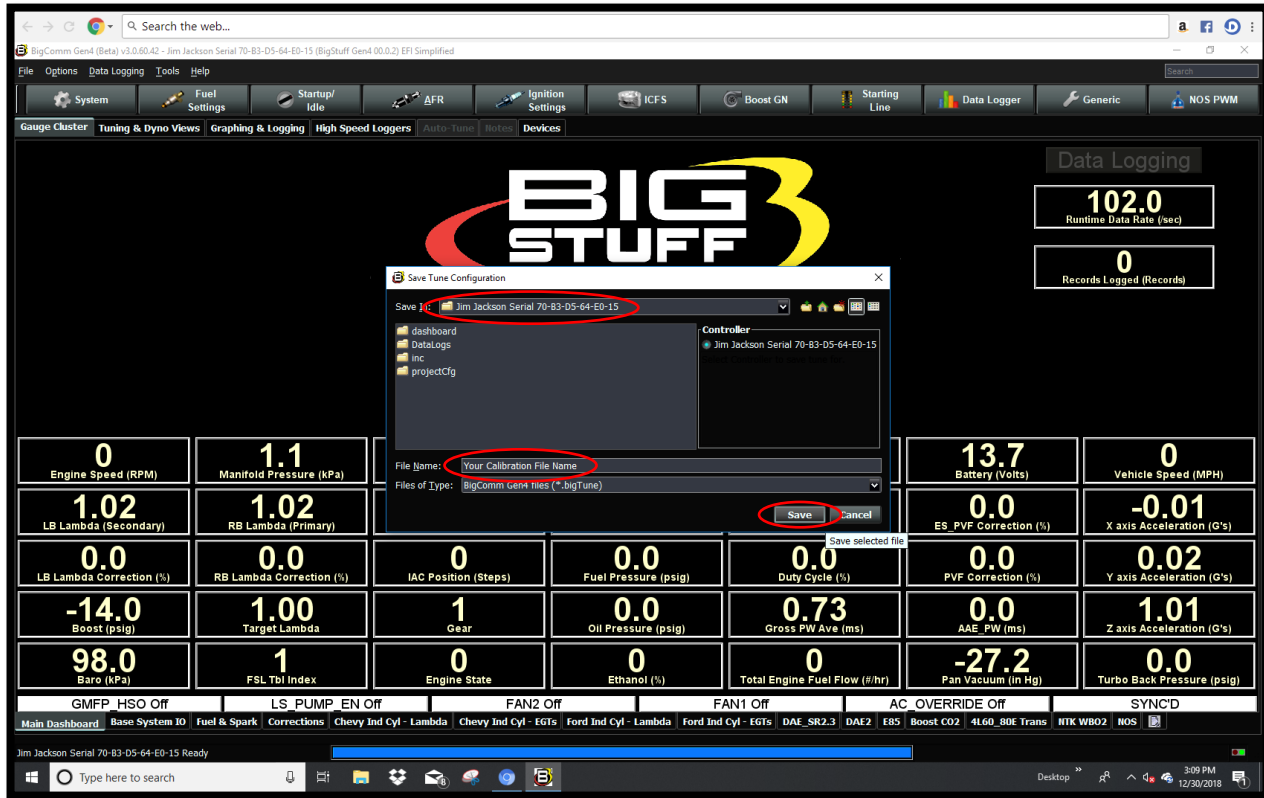 Search the web...
a
BigComm Gen4 (Beta) v3.0.60.42 - Jim Jackson Serial 70-B3-D5-64-E0-15 (BigStuff Gen4 00.0.2) EFI Simplified
File Options Data Logging Tools Help
Search
System
Fuel Settings
Startup/ Idle
AFR
Ignition Settings
ICFS
Boost GN
Starting Line
Data Logger
Generic
NOS PWM
Gauge Cluster Tuning & Dyno Views Graphing & Logging High Speed Loggers Auto-Tune Notes Devices
Data Logging
BIG 3
STUFF
102.0
Runtime Data Rate (/sec)
0
Records Logged (Records)
Save Tune Configuration
Save In: Jim Jackson Serial 70-B3-D5-64-E0-15
dashboard
DataLogs
inc
projectCfg
Controller
Jim Jackson Serial 70-B3-D5-64-E0-15
File Name: Your Calibration File Name
Files of Type: BigComm Gen4 files (*.bigTune)
Save Cancel
Save selected file
0
Engine Speed (RPM)
1.1
Manifold Pressure (kPa)
13.7
Battery (Volts)
0
Vehicle Speed (MPH)
1.02
LB Lambda (Secondary)
1.02
RB Lambda (Primary)
0.0
ES_PVF Correction (%)
-0.01
X axis Acceleration (G's)
0.0
LB Lambda Correction (%)
0.0
RB Lambda Correction (%)
0
IAC Position (Steps)
0.0
Fuel Pressure (psig)
0.0
Duty Cycle (%)
0.0
PVF Correction (%)
0.02
Y axis Acceleration (G's)
-14.0
Boost (psig)
1.00
Target Lambda
1
Gear
0.0
Oil Pressure (psig)
0.73
Gross PW Ave (ms)
0.0
AAE_PW (ms)
1.01
Z axis Acceleration (G's)
98.0
Baro (kPa)
1
FSL Tbl Index
0
Engine State
0
Ethanol (%)
0
Total Engine Fuel Flow (#/hr)
-27.2
Pan Vacuum (in Hg)
0.0
Turbo Back Pressure (psig)
GMFP_HSO Off
LS_PUMP_EN Off
FAN2 Off
FAN1 Off
AC_OVERRIDE Off
SYNC'D
Main Dashboard Base System IO Fuel & Spark Corrections Chevy Ind Cyl - Lambda Chevy Ind Cyl - EGTs Ford Ind Cyl - Lambda Ford Ind Cyl - EGTs DAE_SR2.3 DAE2 E85 Boost CO2 4L60_80E Trans NTK WBO2 NOS
Jim Jackson Serial 70-B3-D5-64-E0-15 Ready
Type here to search
Desktop
3:09 PM
12/30/2018